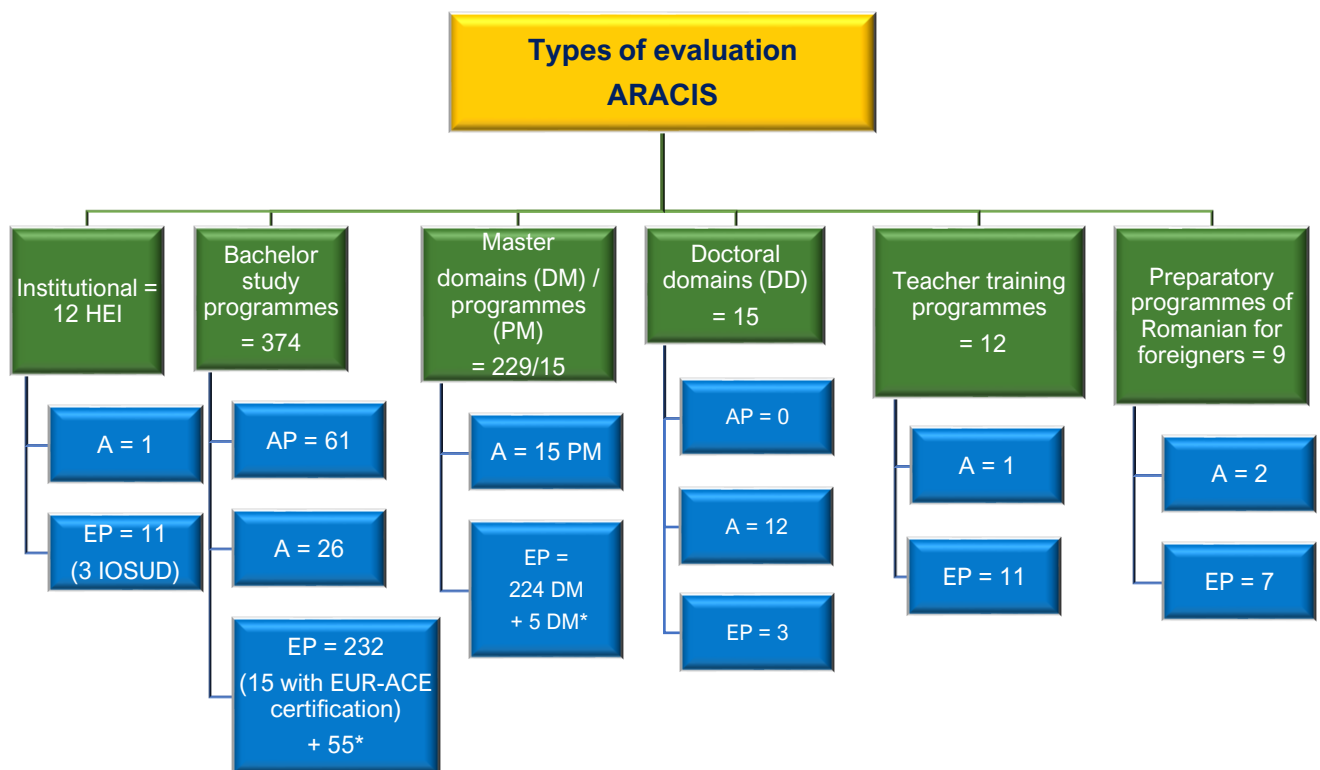 Types of evaluation
ARACIS
Institutional =
12 HEI
A = 1
EP = 11
(3 IOSUD)
Bachelor
study
programmes
= 374
AP = 61
A = 26
EP = 232
(15 with EUR-ACE
certification)
+ 55*
Master
domains (DM) /
programmes
(PM)
= 229/15
A = 15 PM
EP =
224 DM
+ 5 DM*
Doctoral
domains (DD)
= 15
AP = 0
A = 12
EP = 3
Teacher training
programmes
= 12
A = 1
EP = 11
Preparatory
programmes of
Romanian for
foreigners = 9
A = 2
EP = 7